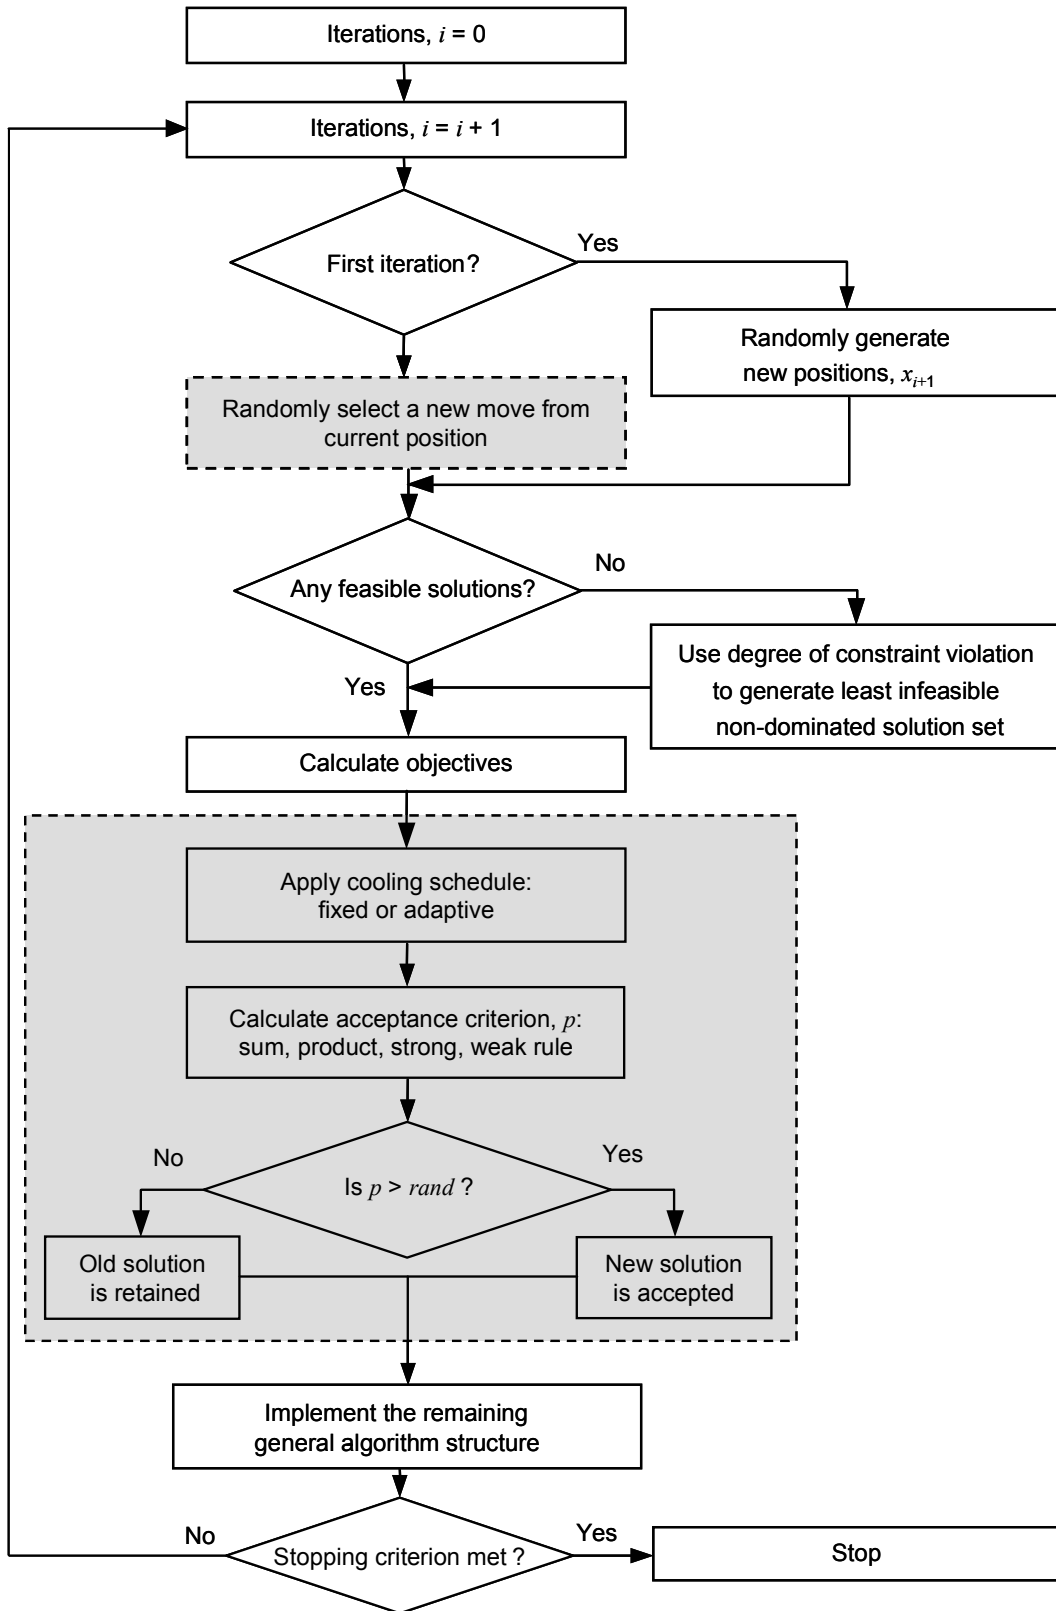 Iterations, i = 0
Iterations, i = i + 1
First iteration?
Yes
Randomly generate
new positions, xᵢ₊₁
Randomly select a new move from
current position
Any feasible solutions?
No
Use degree of constraint violation
to generate least infeasible
non-dominated solution set
Yes
Calculate objectives
Apply cooling schedule:
fixed or adaptive
Calculate acceptance criterion, p:
sum, product, strong, weak rule
No
Yes
Is p > rand ?
Old solution
is retained
New solution
is accepted
Implement the remaining
general algorithm structure
No
Yes
Stopping criterion met ?
Stop